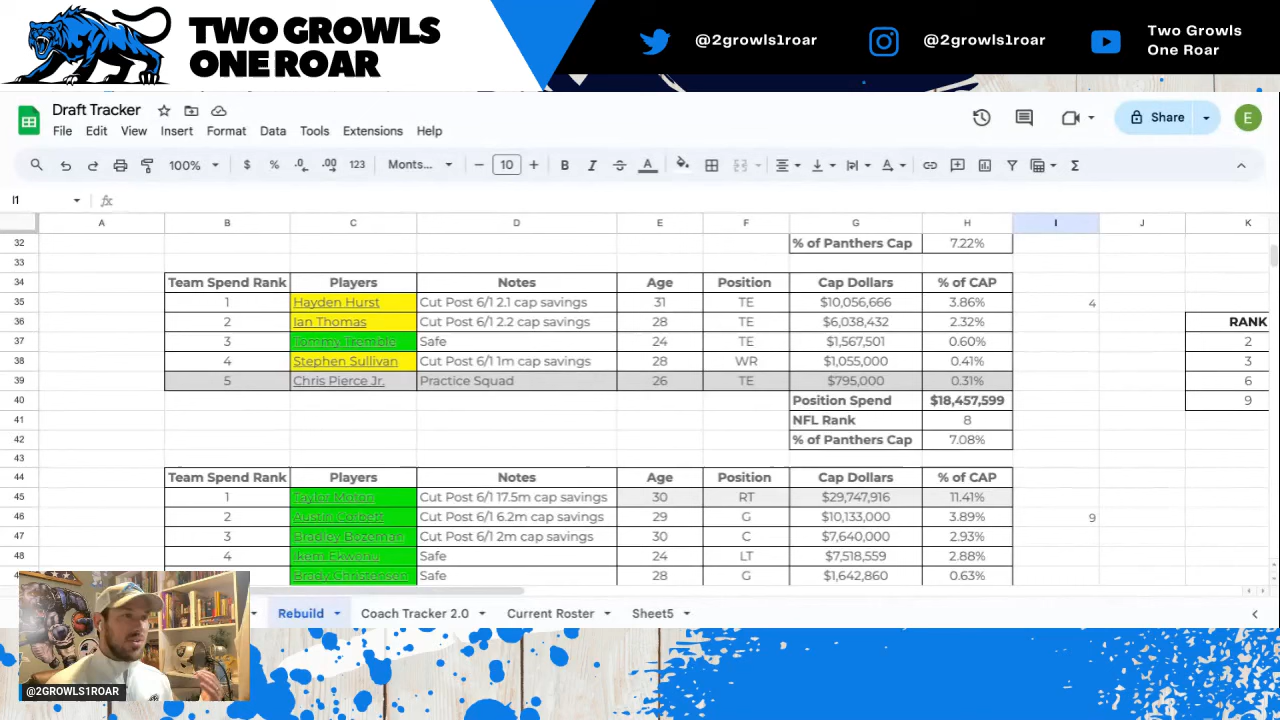 TWO GROWLS
ONE ROAR
@2growls1roar
@2growls1roar
Two Growls
One Roar
Draft Tracker
File Edit View Insert Format Data Tools Extensions Help
Share
E
100% $ % .0 .00 123 Monts... 10 B I A Σ
I1
fx
A B C D E F G H I J K
32 % of Panthers Cap 7.22%
33
34 Team Spend Rank Players Notes Age Position Cap Dollars % of CAP
35 1 Hayden Hurst Cut Post 6/1 2.1 cap savings 31 TE $10,056,666 3.86% 4
36 2 Ian Thomas Cut Post 6/1 2.2 cap savings 28 TE $6,038,432 2.32% RANK
37 3 Tommy Tremble Safe 24 TE $1,567,501 0.60% 2
38 4 Stephen Sullivan Cut Post 6/1 1m cap savings 28 WR $1,055,000 0.41% 3
39 5 Chris Pierce Jr. Practice Squad 26 TE $795,000 0.31% 6
40 Position Spend $18,457,599 9
41 NFL Rank 8
42 % of Panthers Cap 7.08%
43
44 Team Spend Rank Players Notes Age Position Cap Dollars % of CAP
45 1 Taylor Moton Cut Post 6/1 17.5m cap savings 30 RT $29,747,916 11.41%
46 2 Austin Corbett Cut Post 6/1 6.2m cap savings 29 G $10,133,000 3.89% 9
47 3 Bradley Bozeman Cut Post 6/1 2m cap savings 30 C $7,640,000 2.93%
48 4 Ikem Ekwonu Safe 24 LT $7,518,559 2.88%
Brady Christensen Safe 28 G $1,642,860 0.63%
Rebuild Coach Tracker 2.0 Current Roster Sheet5
@2GROWLS1ROAR